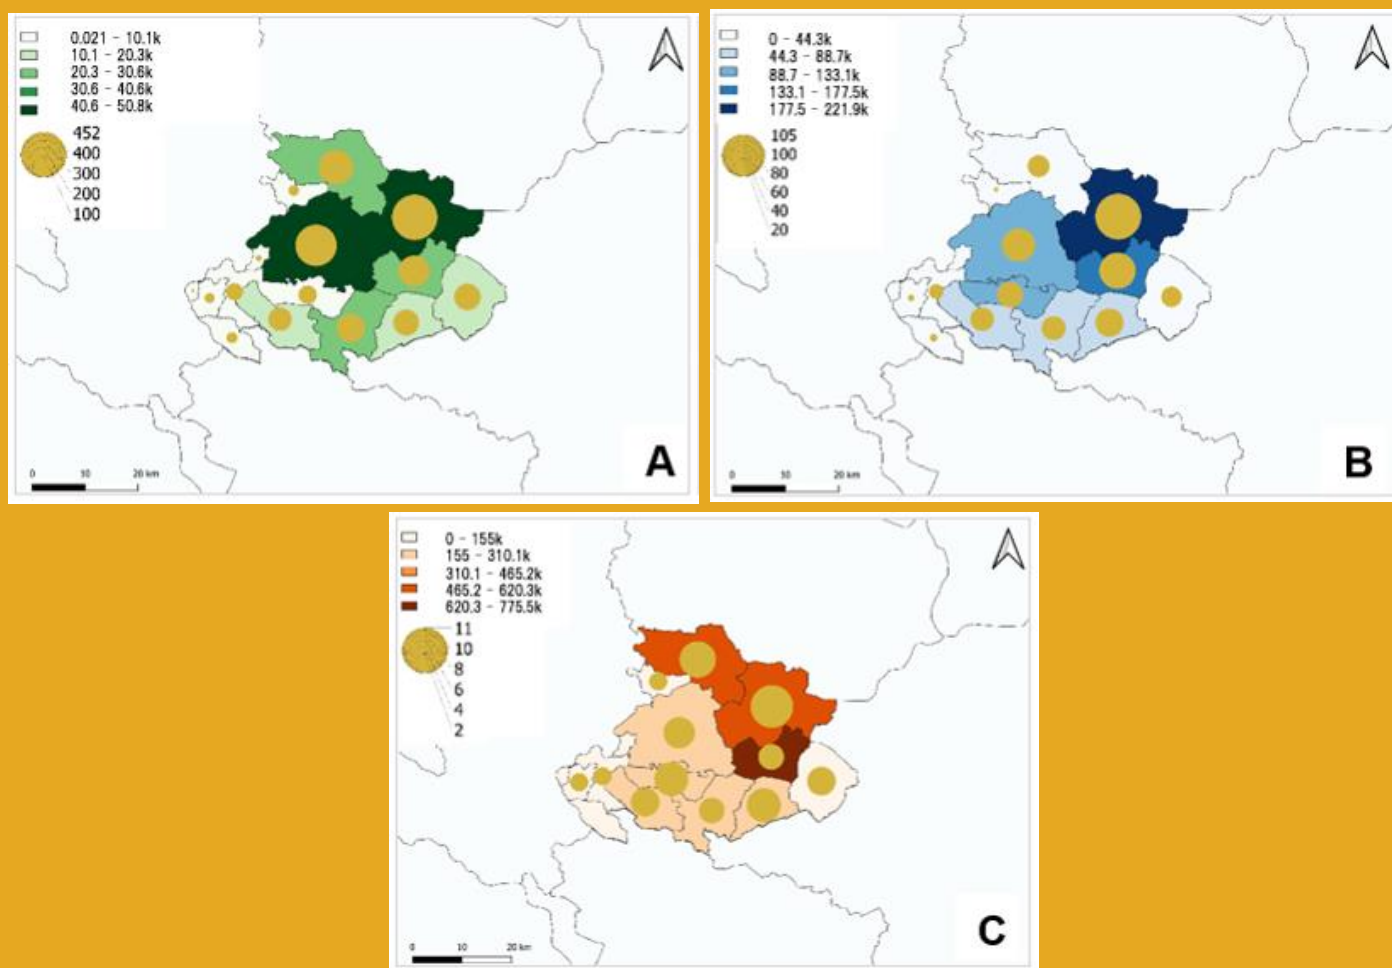 0.021 - 10.1k
10.1 - 20.3k
20.3 - 30.6k
30.6 - 40.6k
40.6 - 50.8k
452
400
300
200
100
0 10 20 km
A
0 - 44.3k
44.3 - 88.7k
88.7 - 133.1k
133.1 - 177.5k
177.5 - 221.9k
105
100
80
60
40
20
0 10 20 km
B
0 - 155k
155 - 310.1k
310.1 - 465.2k
465.2 - 620.3k
620.3 - 775.5k
11
10
8
6
4
2
0 10 20 km
C